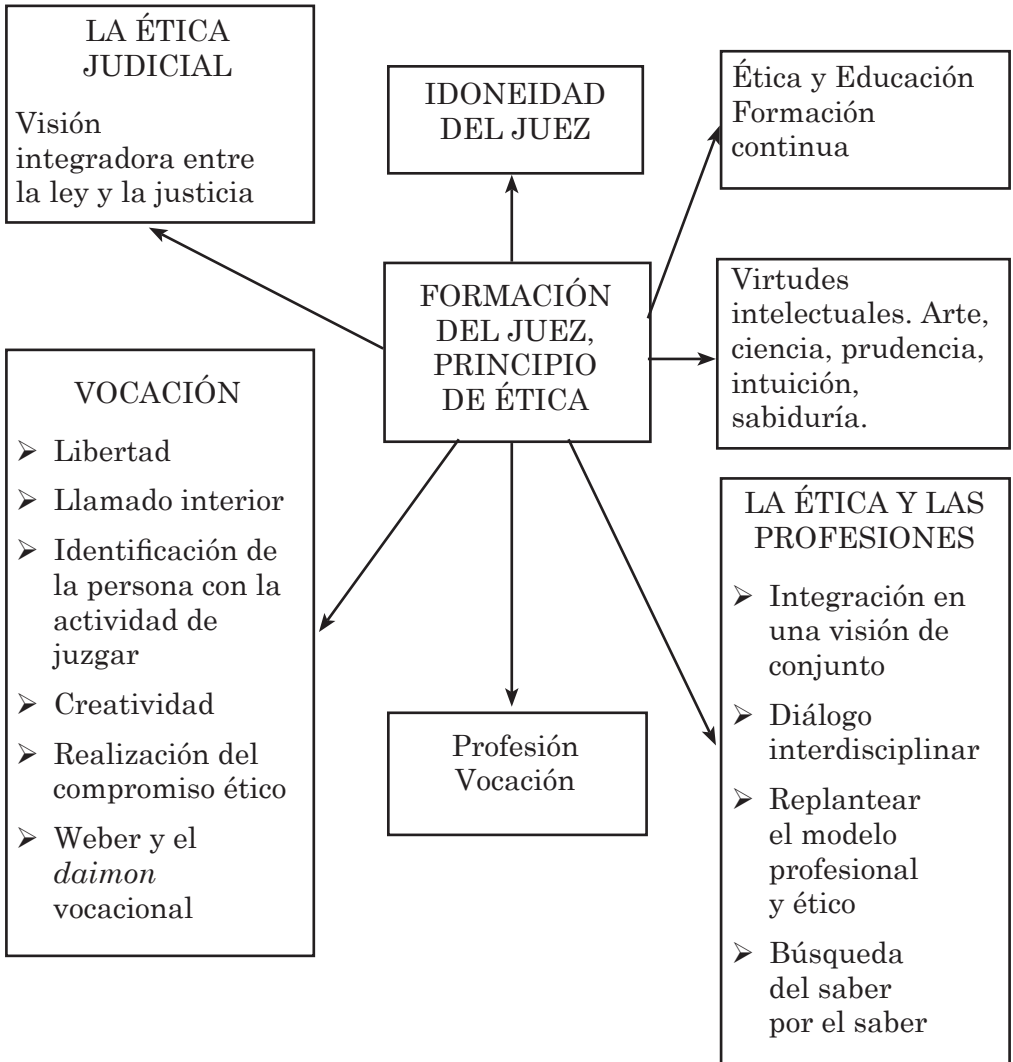 LA ÉTICA
JUDICIAL
Visión
integradora entre
la ley y la justicia
IDONEIDAD
DEL JUEZ
Ética y Educación
Formación
continua
FORMACIÓN
DEL JUEZ,
PRINCIPIO
DE ÉTICA
Virtudes
intelectuales. Arte,
ciencia, prudencia,
intuición,
sabiduría.
VOCACIÓN
➢ Libertad
➢ Llamado interior
➢ Identificación de
la persona con la
actividad de
juzgar
➢ Creatividad
➢ Realización del
compromiso ético
➢ Weber y el
daimon
vocacional
Profesión
Vocación
LA ÉTICA Y LAS
PROFESIONES
➢ Integración en
una visión de
conjunto
➢ Diálogo
interdisciplinar
➢ Replantear
el modelo
profesional
y ético
➢ Búsqueda
del saber
por el saber